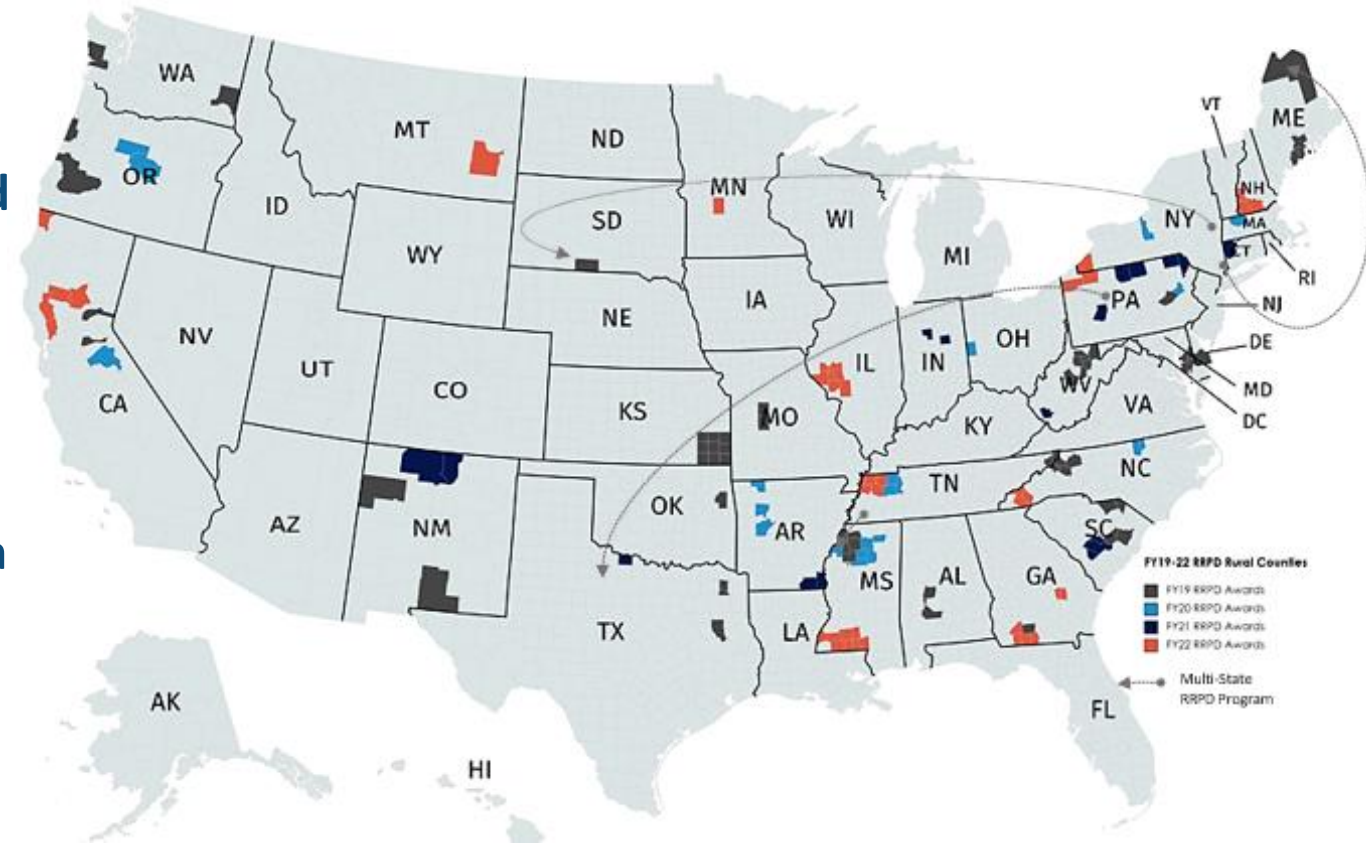 WA
MT
ND
MN
VT
ME
OR
ID
SD
WI
NH
NY
MA
WY
MI
CT
RI
IA
PA
NJ
NE
NV
OH
DE
IL
IN
UT
WV
MD
CO
CA
KS
MO
VA
DC
KY
NC
TN
OK
AZ
NM
AR
SC
MS
AL
GA
TX
LA
FL
AK
HI
FY19-22 RRPD Rural Counties
FY19 RRPD Awards
FY20 RRPD Awards
FY21 RRPD Awards
FY22 RRPD Awards
Multi-State
RRPD Program